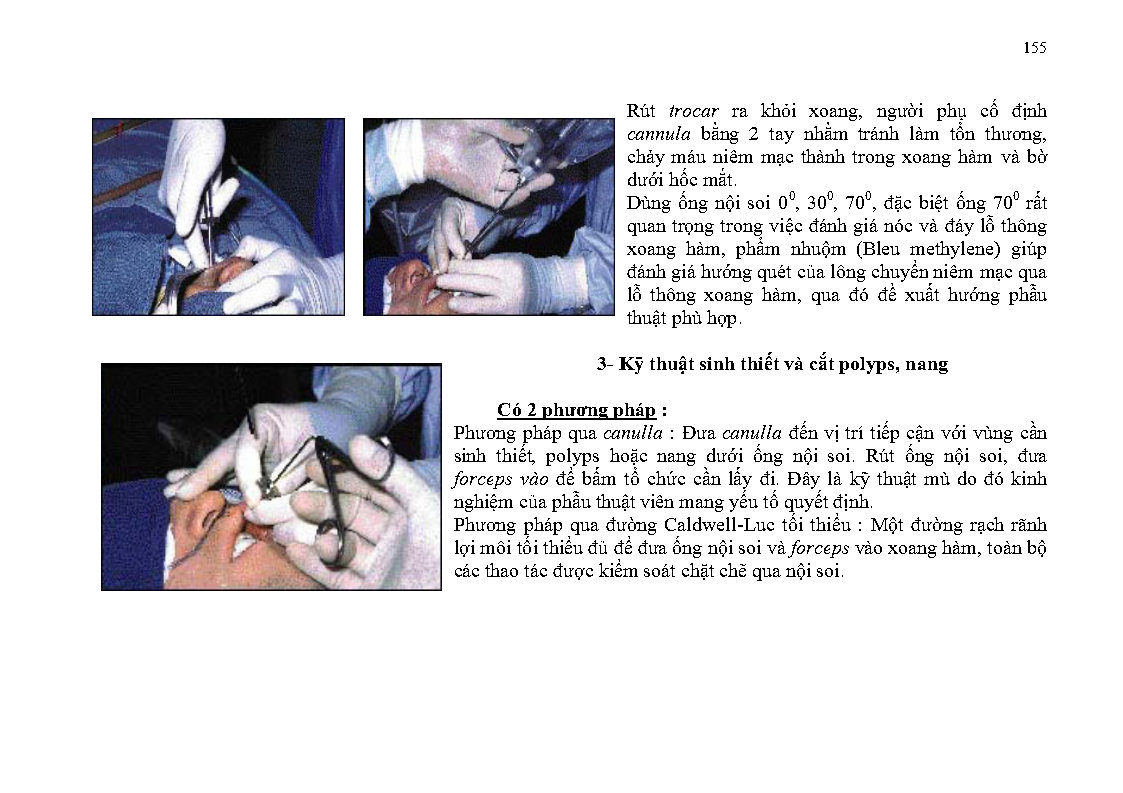 155
Rút trocar ra khỏi xoang, người phụ cố định
cannula bằng 2 tay nhằm tránh làm tổn thương,
chảy máu niêm mạc thành trong xoang hàm và bờ
dưới hốc mắt.
Dùng ống nội soi 0⁰, 30⁰, 70⁰, đặc biệt ống 70⁰ rất
quan trọng trong việc đánh giá nóc và đáy lỗ thông
xoang hàm, phẩm nhuộm (Bleu methylene) giúp
đánh giá hướng quét của lông chuyển niêm mạc qua
lỗ thông xoang hàm, qua đó đề xuất hướng phẫu
thuật phù hợp.
3- Kỹ thuật sinh thiết và cắt polyps, nang
Có 2 phương pháp :
Phương pháp qua canulla : Đưa canulla đến vị trí tiếp cận với vùng cần
sinh thiết, polyps hoặc nang dưới ống nội soi. Rút ống nội soi, đưa
forceps vào để bấm tổ chức cần lấy đi. Đây là kỹ thuật mù do đó kinh
nghiệm của phẫu thuật viên mang yếu tố quyết định.
Phương pháp qua đường Caldwell-Luc tối thiểu : Một đường rạch rãnh
lợi môi tối thiểu đủ để đưa ống nội soi và forceps vào xoang hàm, toàn bộ
các thao tác được kiểm soát chặt chẽ qua nội soi.